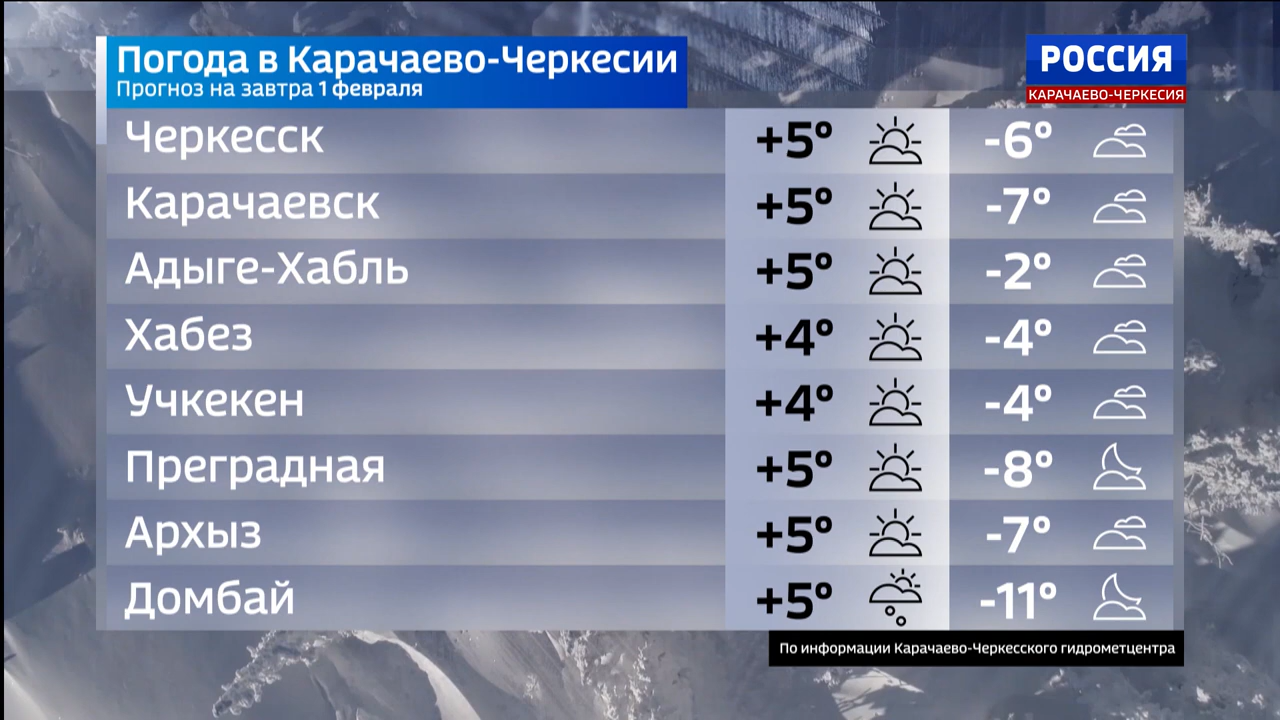 Погода в Карачаево-Черкесии
Прогноз на завтра 1 февраля
РОССИЯ
КАРАЧАЕВО-ЧЕРКЕСИЯ
Черкесск +5° -6°
Карачаевск +5° -7°
Адыге-Хабль +5° -2°
Хабез +4° -4°
Учкекен +4° -4°
Преградная +5° -8°
Архыз +5° -7°
Домбай +5° -11°
По информации Карачаево-Черкесского гидрометцентра